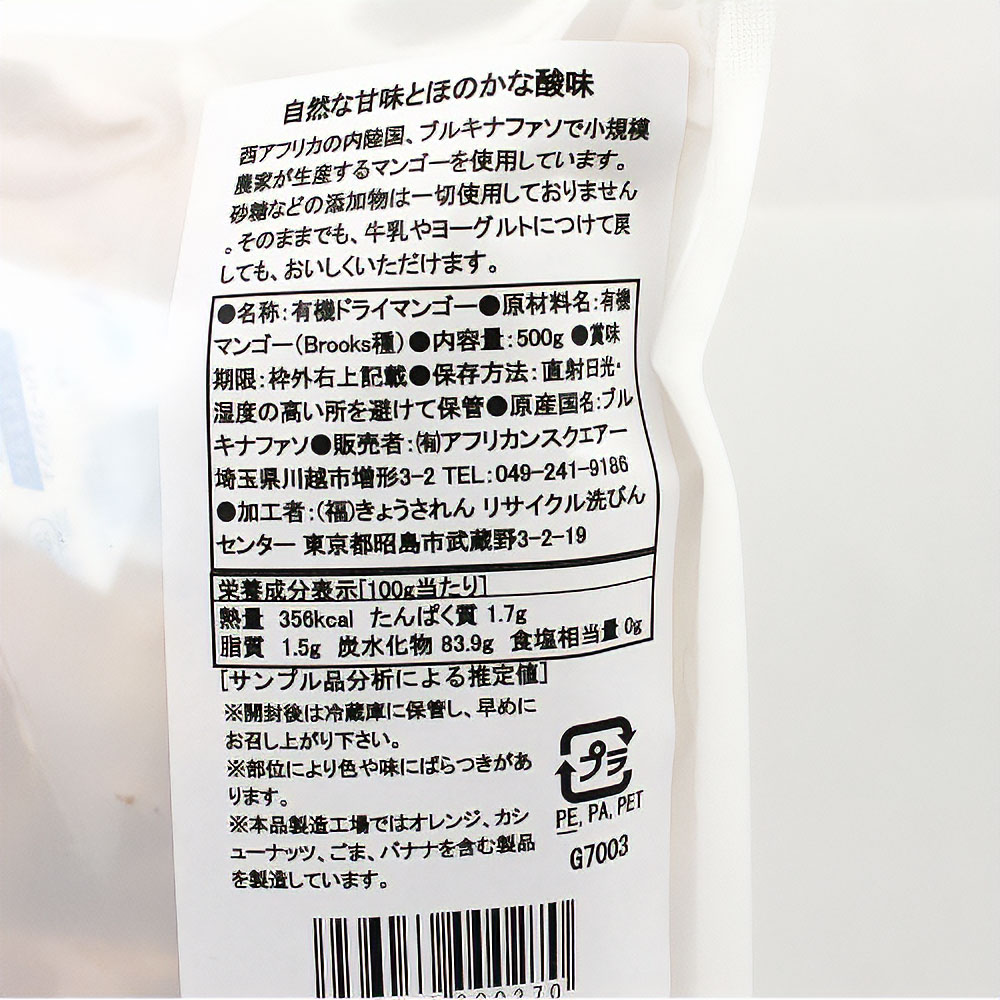 自然な甘味とほのかな酸味
西アフリカの内陸国、ブルキナファソで小規模
農家が生産するマンゴーを使用しています。
砂糖などの添加物は一切使用しておりません
。そのままでも、牛乳やヨーグルトにつけて戻
しても、おいしくいただけます。
●名称:有機ドライマンゴー●原材料名:有機
マンゴー(Brooks種)●内容量:500g ●賞味
期限:枠外右上記載●保存方法:直射日光・
湿度の高い所を避けて保管●原産国名:ブル
キナファソ●販売者:㈲アフリカンスクエアー
埼玉県川越市増形3-2 TEL:049-241-9186
●加工者:(福)きょうされん リサイクル洗びん
センター 東京都昭島市武蔵野3-2-19
栄養成分表示[100g当たり]
熱量 356kcal たんぱく質 1.7g
脂質 1.5g 炭水化物 83.9g 食塩相当量 0g
[サンプル品分析による推定値]
※開封後は冷蔵庫に保管し、早めに
お召し上がり下さい。
※部位により色や味にばらつきがあ
ります。
※本品製造工場ではオレンジ、カシ
ューナッツ、ごま、バナナを含む製品
を製造しています。
プラ
PE, PA, PET
G7003